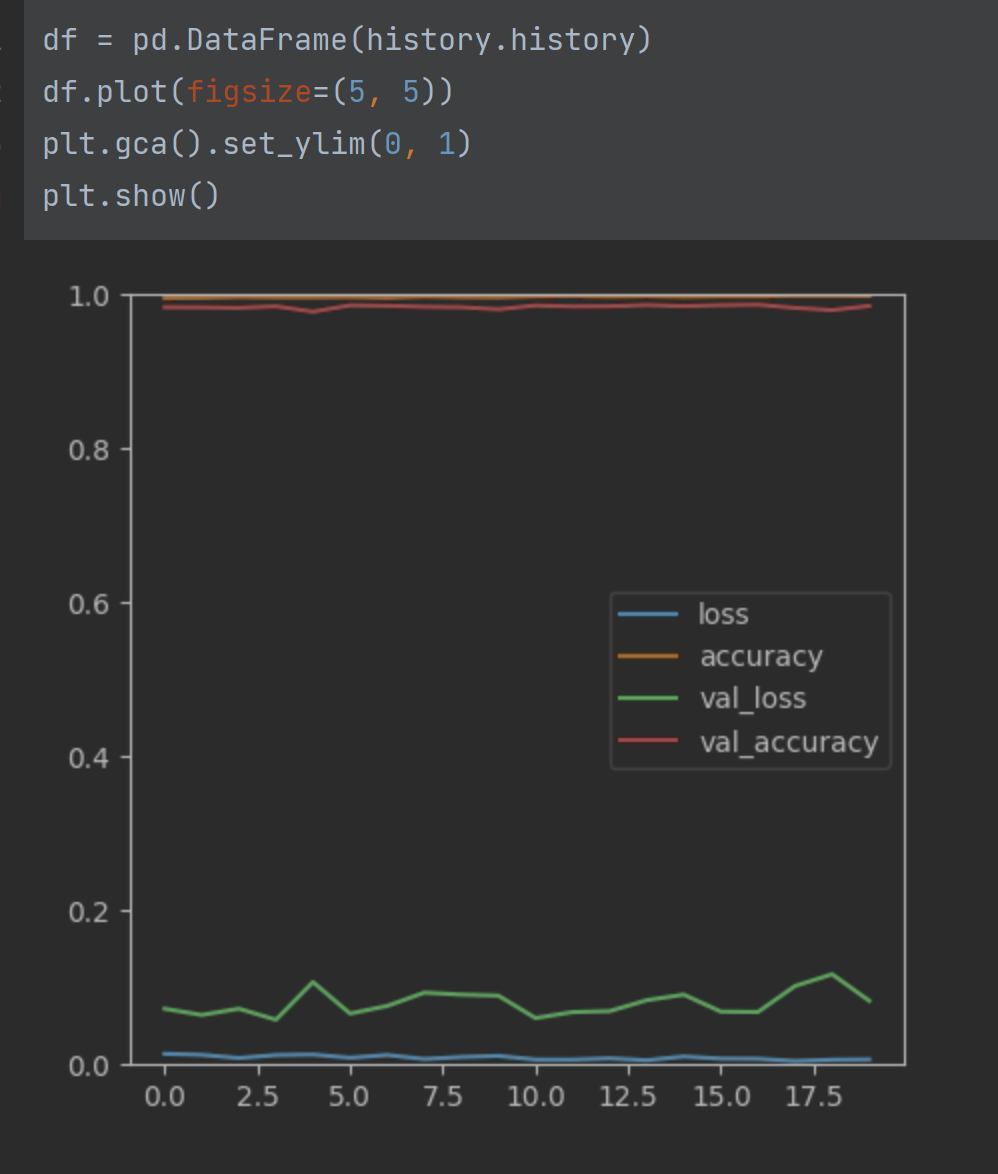 df = pd.DataFrame(history.history)
df.plot(figsize=(5, 5))
plt.gca().set_ylim(0, 1)
plt.show()
1.0
0.8
0.6
0.4
0.2
0.0
loss
accuracy
val_loss
val_accuracy
0.0 2.5 5.0 7.5 10.0 12.5 15.0 17.5